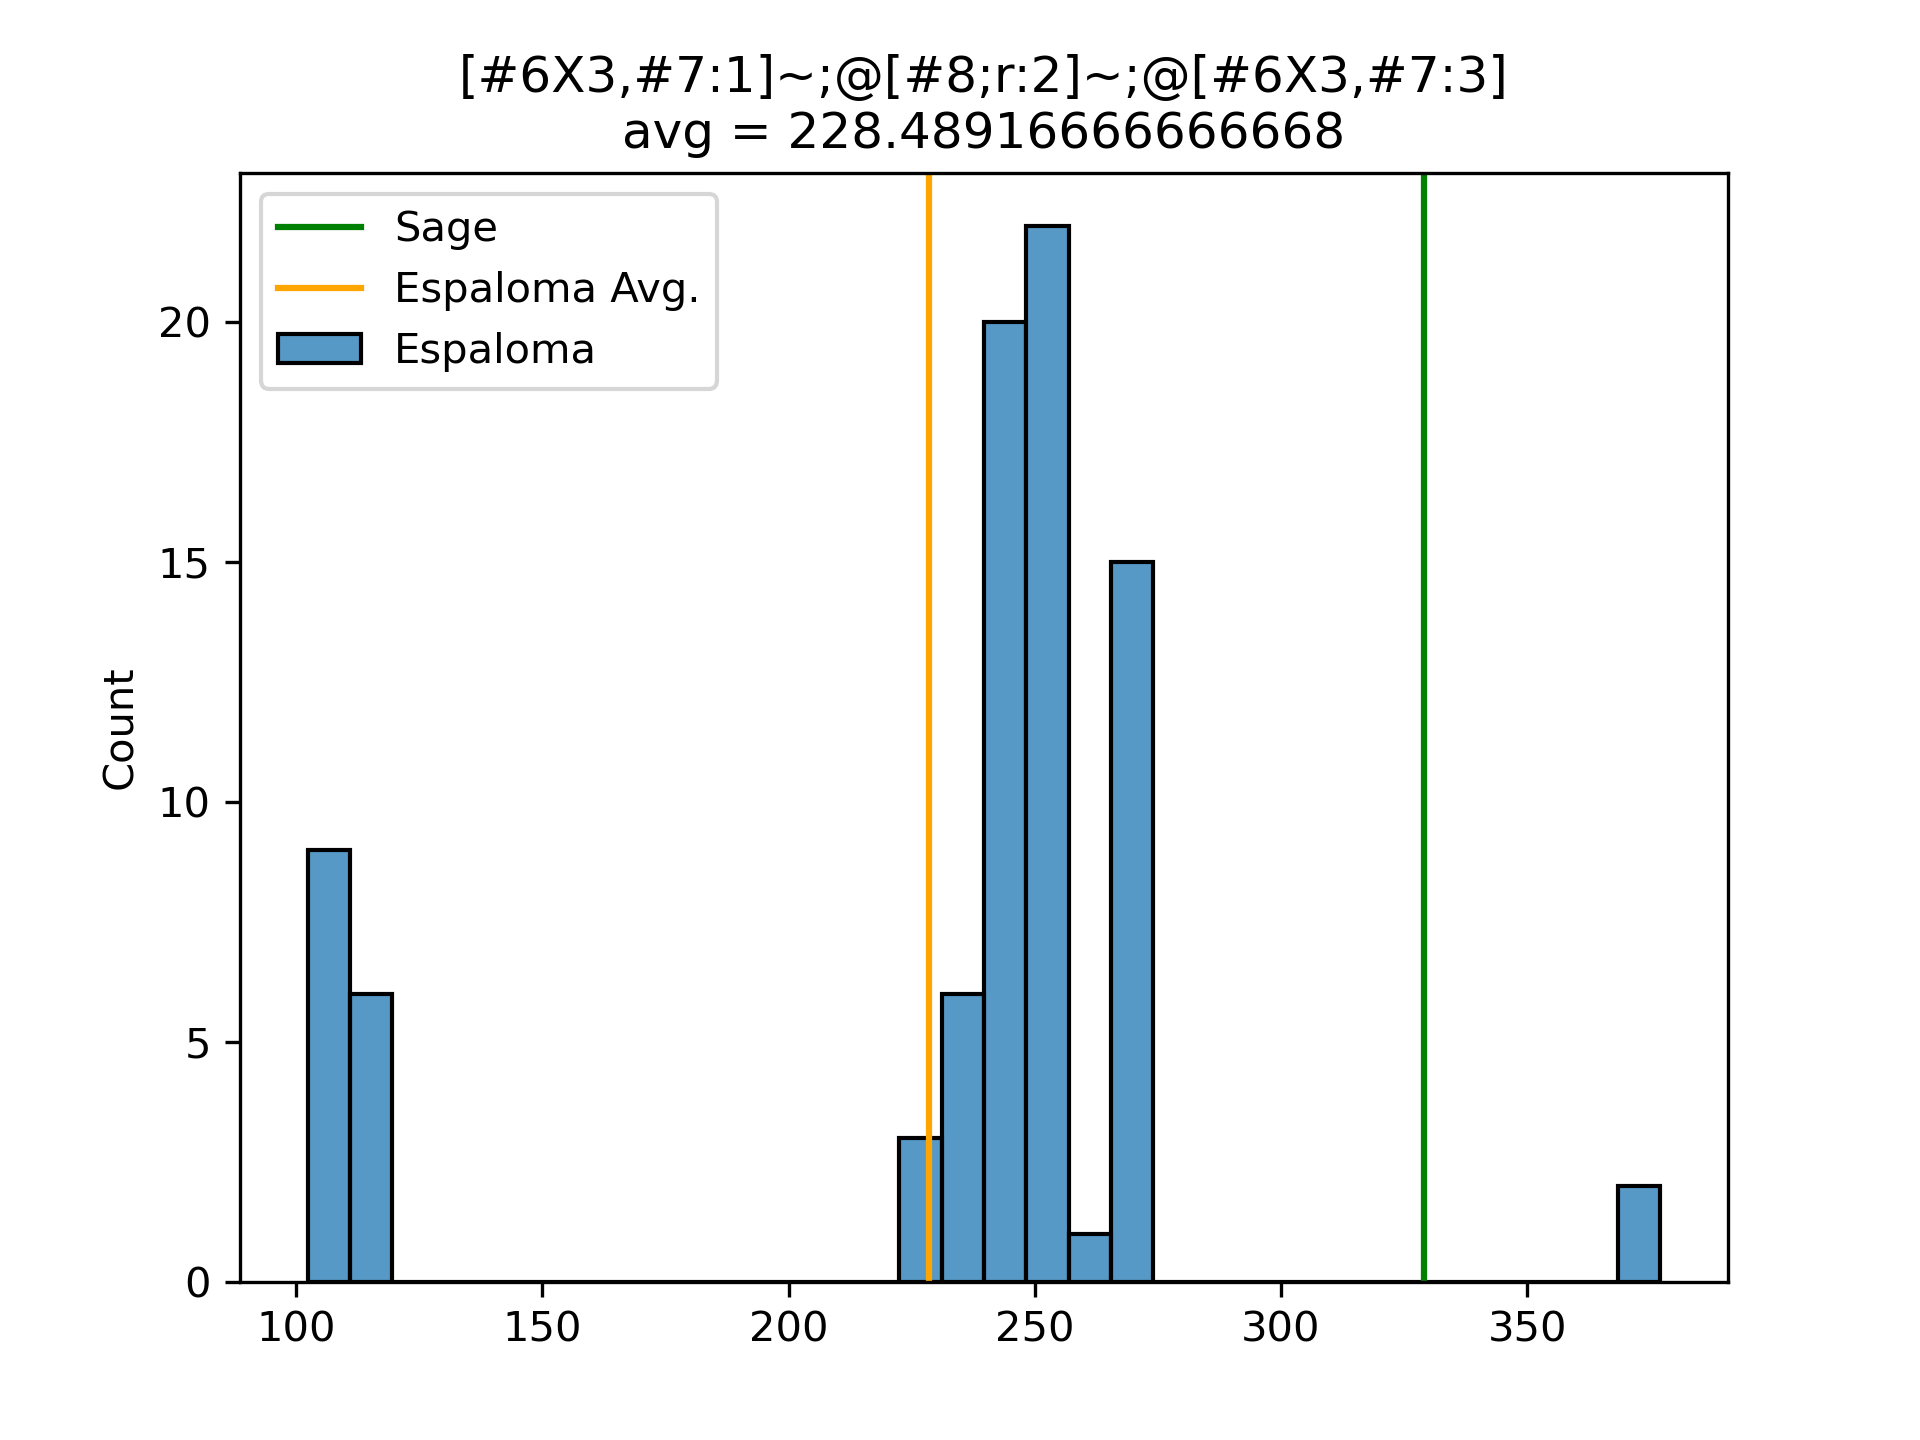 [#6X3,#7:1]~;@[#8;r:2]~;@[#6X3,#7:3]
avg = 228.48916666666668
Sage
Espaloma Avg.
Espaloma
Count
20
15
10
5
0
100 150 200 250 300 350